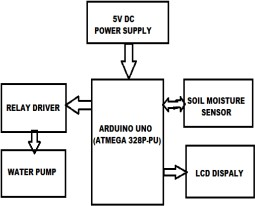 5V DC
POWER SUPPLY
RELAY DRIVER
ARDUINO UNO
(ATMEGA 328P-PU)
SOIL MOISTURE
SENSOR
WATER PUMP
LCD DISPALY